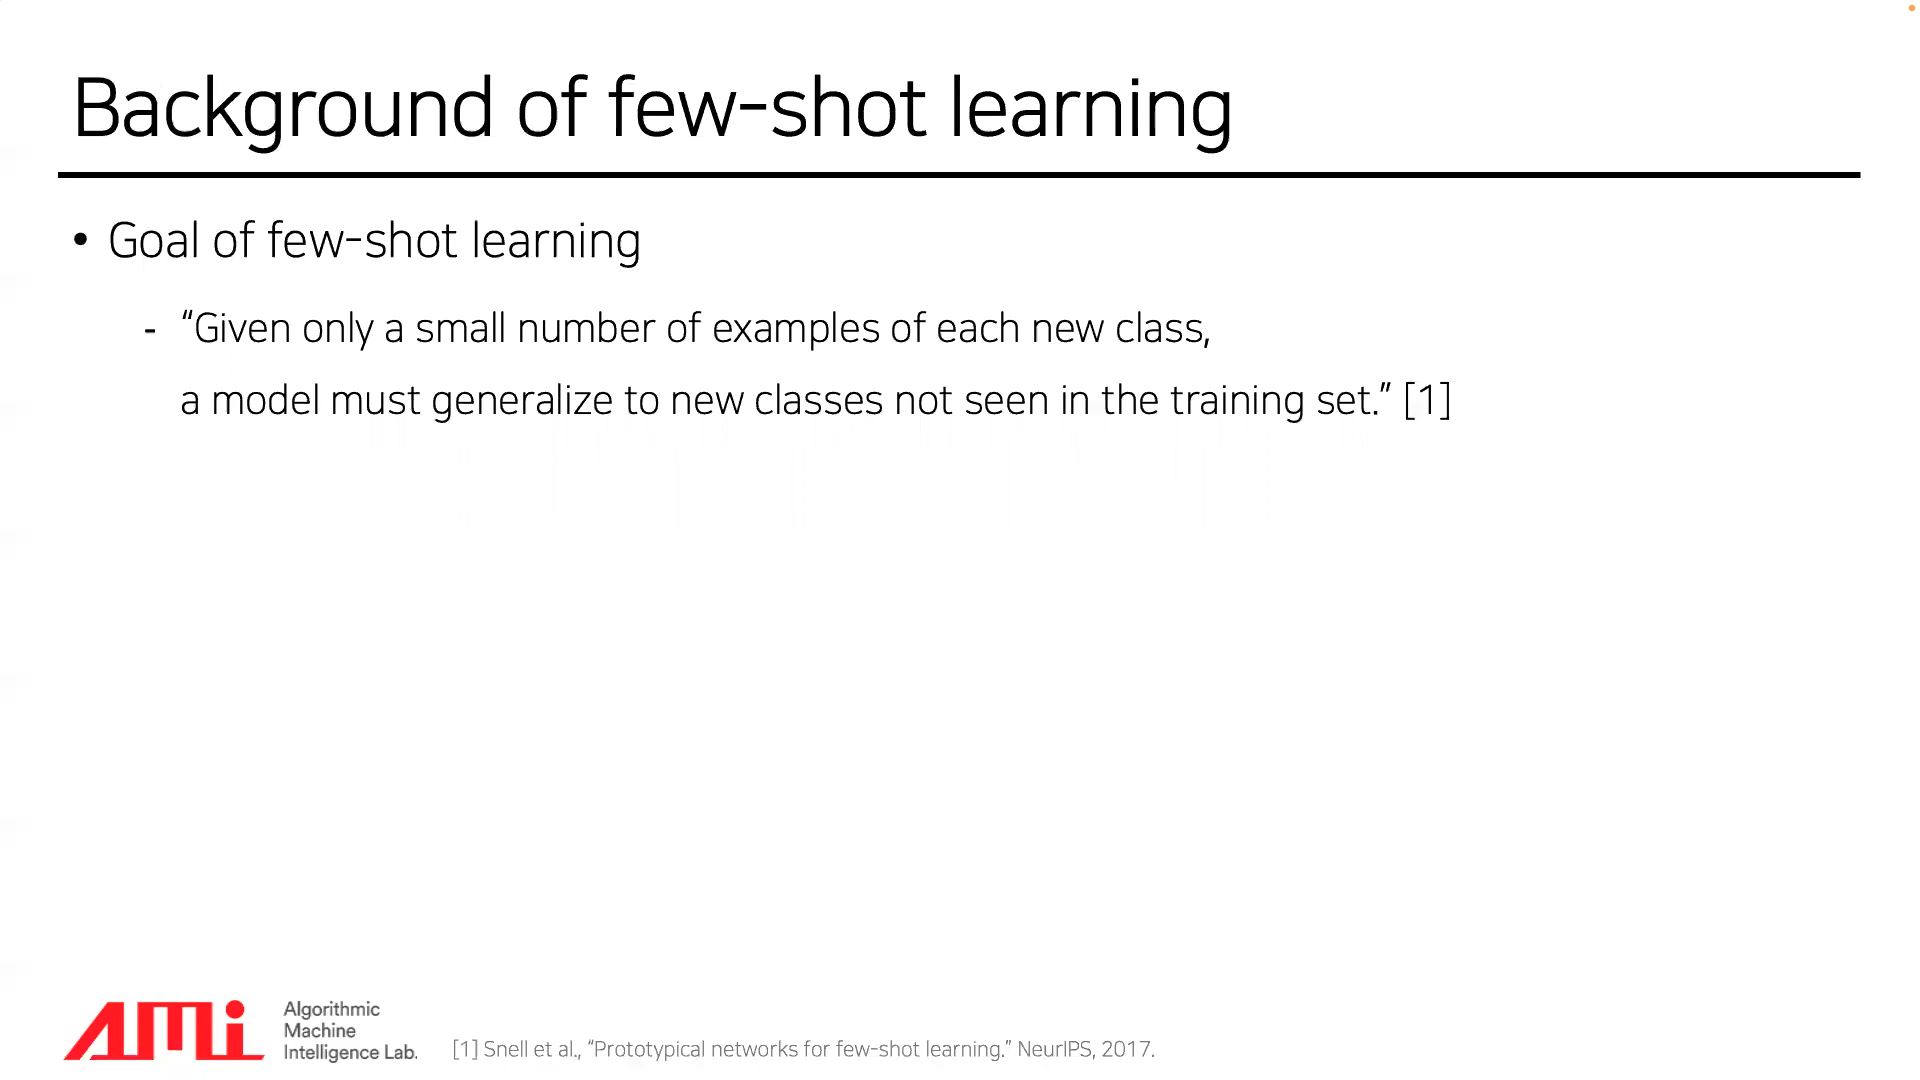 Background of few-shot learning
• Goal of few-shot learning
- “Given only a small number of examples of each new class,
a model must generalize to new classes not seen in the training set.” [1]
AMi
Algorithmic
Machine
Intelligence Lab.
[1] Snell et al., “Prototypical networks for few-shot learning.” NeurIPS, 2017.